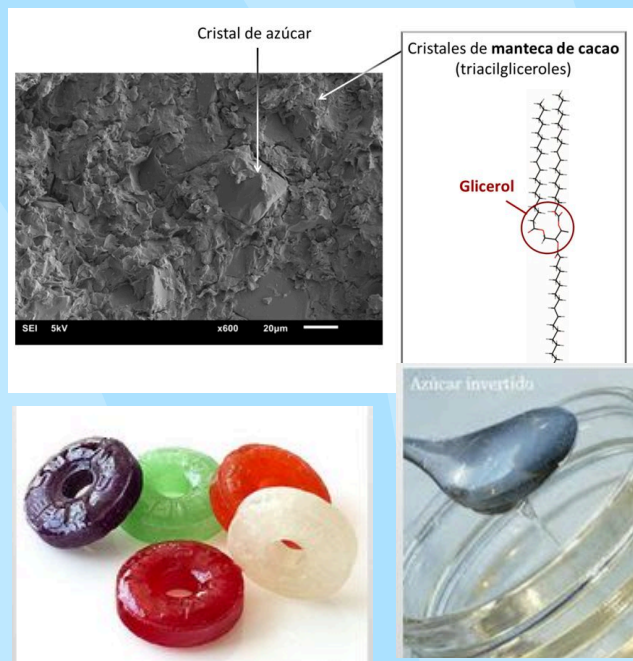 Cristal de azúcar
Cristales de manteca de cacao
(triacilgliceroles)
Glicerol
SEI 5kV x600 20μm
Azúcar invertido